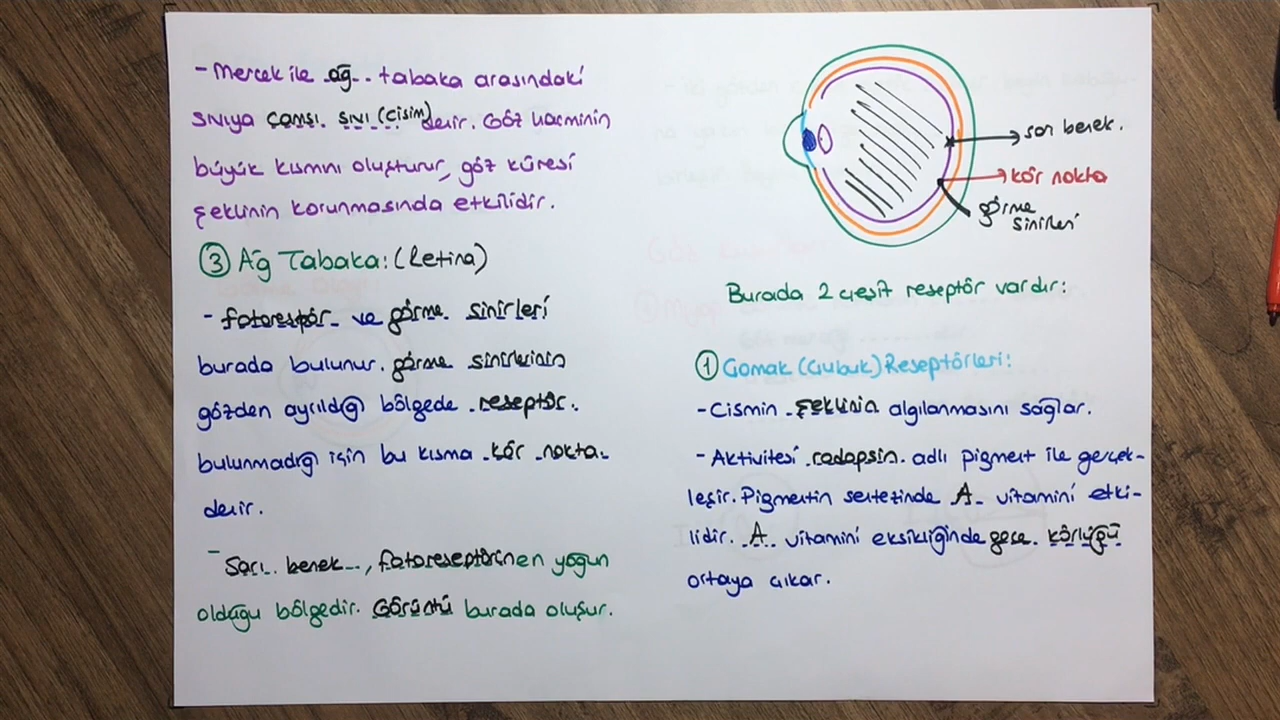 - Mercek ile ağ tabaka arasındaki
sıvıya camsı sıvı (cisim) denir. Göz hacminin
büyük kısmını oluşturur, göz küresi
şeklinin korunmasında etkilidir.
③ Ağ Tabaka: (Retina)
- fotoresptör ve görme sinirleri
burada bulunur. görme sinirlerinin
gözden ayrıldığı bölgede reseptör
bulunmadığı için bu kısma kör nokta
denir.
- Sarı benek, fotoreseptörin en yoğun
olduğu bölgedir. Görüntü burada oluşur.
sarı benek.
kör nokta
görme
sinirleri
Burada 2 çeşit reseptör vardır:
① Çomak (Çubuk) Reseptörleri:
- Cismin şeklinin algılanmasını sağlar.
- Aktivitesi rodopsin adlı pigment ile gerçek-
leşir. Pigmentin sentezinde A vitamini etki-
lidir. A vitamini eksikliğinde gece körlüğü
ortaya çıkar.